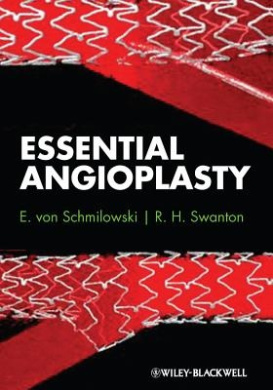 ESSENTIAL
ANGIOPLASTY
E. von Schmilowski | R. H. Swanton
WILEY-BLACKWELL